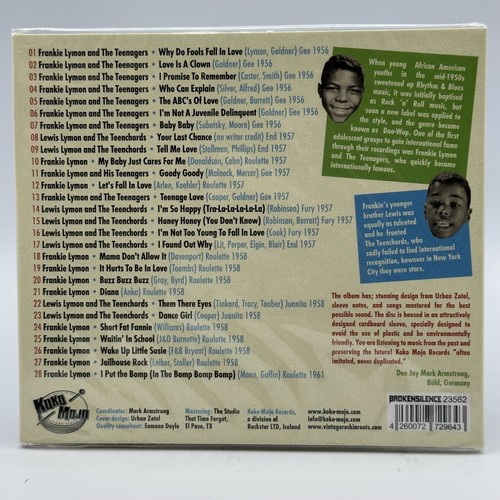 01 Frankie Lymon and The Teenagers • Why Do Fools Fall In Love (Lymon, Goldner) Gee 1956
02 Frankie Lymon and The Teenagers • Love Is A Clown (Goldner) Gee 1956
03 Frankie Lymon and The Teenagers • I Promise To Remember (Castor, Smith) Gee 1956
04 Frankie Lymon and The Teenagers • Who Can Explain (Silver, Alfred) Gee 1956
05 Frankie Lymon and The Teenagers • The ABC's Of Love (Goldner, Barrett) Gee 1956
06 Frankie Lymon and The Teenagers • I'm Not A Juvenile Delinquent (Goldner) Gee 1956
07 Frankie Lymon and The Teenagers • Baby Baby (Subotsky, Moore) Gee 1956
08 Lewis Lymon and The Teenchords • Your Last Chance (no writer credit) End 1957
09 Lewis Lymon and The Teenchords • Tell Me Love (Stallman, Phillips) End 1957
10 Frankie Lymon • My Baby Just Cares For Me (Donaldson, Cahn) Roulette 1957
11 Frankie Lymon and His Teenagers • Goody Goody (Malneck, Mercer) Gee 1957
12 Frankie Lymon • Let's Fall In Love (Arlen, Koehler) Roulette 1957
13 Frankie Lymon and The Teenagers • Teenage Love (Cooper, Goldner) Gee 1957
14 Lewis Lymon and The Teenchords • I'm So Happy (Tra-La-La-La-La-La) (Robinson) Fury 1957
15 Lewis Lymon and The Teenchords • Honey Honey (You Don't Know) (Robinson, Barrett) Fury 1957
16 Lewis Lymon and The Teenchords • I'm Not Too Young To Fall In Love (Cook) Fury 1957
17 Lewis Lymon and The Teenchords • I Found Out Why (Lit, Perper, Elgin, Blair) End 1957
18 Frankie Lymon • Mama Don't Allow It (Davenport) Roulette 1958
19 Frankie Lymon • It Hurts To Be In Love (Toombs) Roulette 1958
20 Frankie Lymon • Buzz Buzz Buzz (Gray, Byrd) Roulette 1958
21 Frankie Lymon • Diana (Anka) Roulette 1958
22 Lewis Lymon and The Teenchords • Them There Eyes (Tinkard, Tracy, Tauber) Juanita 1958
23 Lewis Lymon and The Teenchords • Dance Girl (Cooper) Juanita 1958
24 Frankie Lymon • Short Fat Fannie (Williams) Roulette 1958
25 Frankie Lymon • Waitin' In School (J&D Burnette) Roulette 1958
26 Frankie Lymon • Wake Up Little Susie (F&B Bryant) Roulette 1958
27 Frankie Lymon • Jailhouse Rock (Leiber, Stoller) Roulette 1958
28 Frankie Lymon • I Put the Bomp (In The Bomp Bomp Bomp) (Mann, Goffin) Roulette 1961
When young African American
youths in the mid-1950s
sweetened up Rhythm & Blues
music, it was initially baptised
as Rock 'n' Roll music, but
soon a new label was applied to
the style, and the genre became
known as Doo-Wop. One of the first
adolescent groups to gain international fame
through their recordings was Frankie Lymon
and The Teenagers, who quickly became
internationally famous.
Frankie's younger
brother Lewis was
equally as talented
and he fronted
The Teenchords, who
sadly failed to find international
recognition, however in New York
City they were stars.
The album has; stunning design from Urban Zotel,
sleeve notes, and songs mastered for the best
possible sound. The disc is housed in an attractively
designed cardboard sleeve, specially designed to
avoid the use of plastic and be environmentally
friendly. You are listening to music from the past and
preserving the future! Koko Mojo Records "often
imitated, never duplicated."
Dee Jay Mark Armstrong,
Bühl, Germany
Koko
Mojo
Coordinator: Mark Armstrong
Cover design: Urban Zotel
Quality consultant: Eamonn Doyle
Mastering: The Studio
That Time Forgot,
El Paso, TX
Koko-Mojo Records,
a division of
Rockstar LTD, Ireland
www.koko-mojo.com
info@koko-mojo.com
www.vintagerockinroots.com
BROKENSILENCE 23562
4 260072 729643